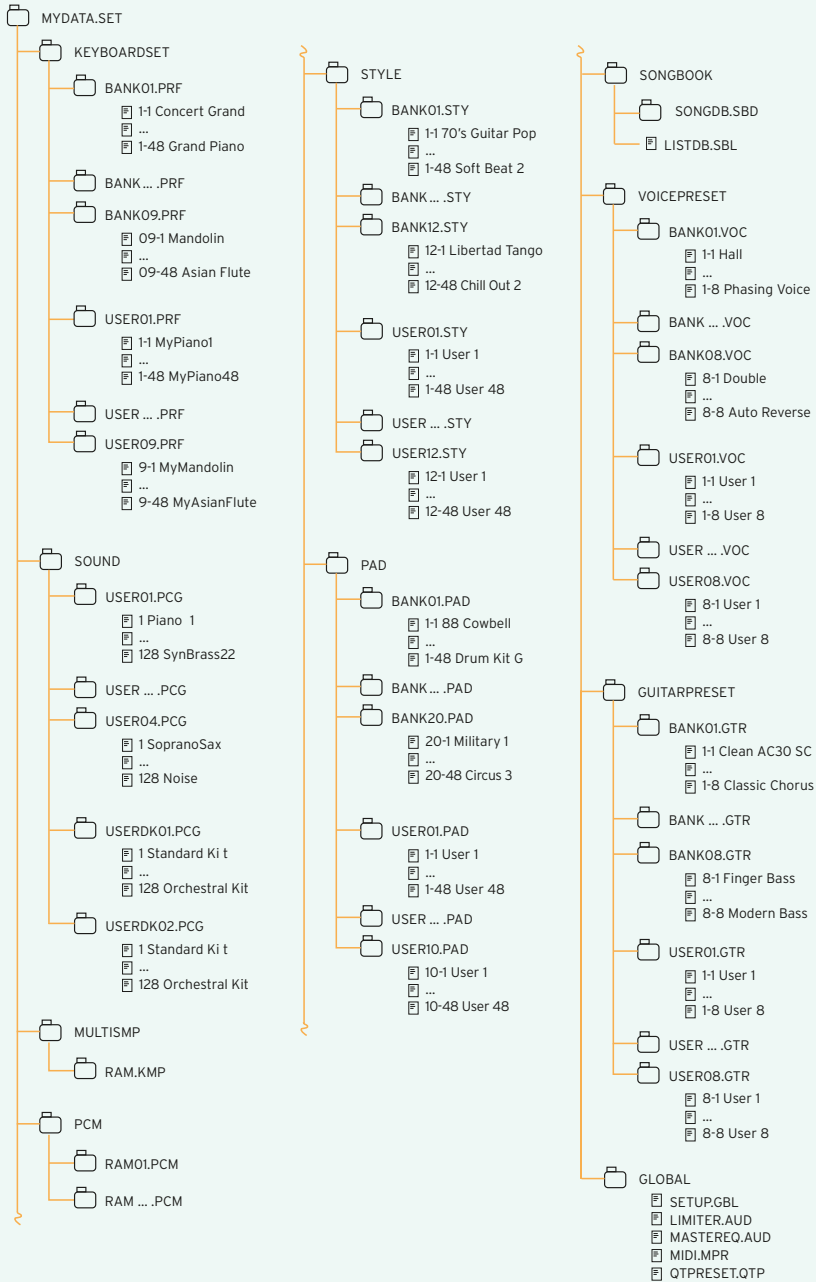 MYDATA.SET
KEYBOARDSET
BANK01.PRF
1-1 Concert Grand
...
1-48 Grand Piano
BANK ... .PRF
BANK09.PRF
09-1 Mandolin
...
09-48 Asian Flute
USER01.PRF
1-1 MyPiano1
...
1-48 MyPiano48
USER ... .PRF
USER09.PRF
9-1 MyMandolin
...
9-48 MyAsianFlute
SOUND
USER01.PCG
1 Piano 1
...
128 SynBrass22
USER ... .PCG
USER04.PCG
1 SopranoSax
...
128 Noise
USERDK01.PCG
1 Standard Ki t
...
128 Orchestral Kit
USERDK02.PCG
1 Standard Ki t
...
128 Orchestral Kit
MULTISMP
RAM.KMP
PCM
RAM01.PCM
RAM ... .PCM
STYLE
BANK01.STY
1-1 70's Guitar Pop
...
1-48 Soft Beat 2
BANK ... .STY
BANK12.STY
12-1 Libertad Tango
...
12-48 Chill Out 2
USER01.STY
1-1 User 1
...
1-48 User 48
USER ... .STY
USER12.STY
12-1 User 1
...
12-48 User 48
PAD
BANK01.PAD
1-1 88 Cowbell
...
1-48 Drum Kit G
BANK ... .PAD
BANK20.PAD
20-1 Military 1
...
20-48 Circus 3
USER01.PAD
1-1 User 1
...
1-48 User 48
USER ... .PAD
USER10.PAD
10-1 User 1
...
10-48 User 48
SONGBOOK
SONGDB.SBD
LISTDB.SBL
VOICEPRESET
BANK01.VOC
1-1 Hall
...
1-8 Phasing Voice
BANK ... .VOC
BANK08.VOC
8-1 Double
...
8-8 Auto Reverse
USER01.VOC
1-1 User 1
...
1-8 User 8
USER ... .VOC
USER08.VOC
8-1 User 1
...
8-8 User 8
GUITARPRESET
BANK01.GTR
1-1 Clean AC30 SC
...
1-8 Classic Chorus
BANK ... .GTR
BANK08.GTR
8-1 Finger Bass
...
8-8 Modern Bass
USER01.GTR
1-1 User 1
...
1-8 User 8
USER ... .GTR
USER08.GTR
8-1 User 1
...
8-8 User 8
GLOBAL
SETUP.GBL
LIMITER.AUD
MASTEREQ.AUD
MIDI.MPR
QTPRESET.QTP